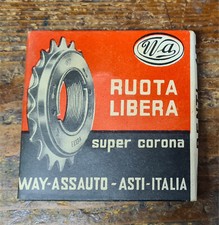 Wa
RUOTA
LIBERA
super corona
WAY-ASSAUTO - ASTI-ITALIA